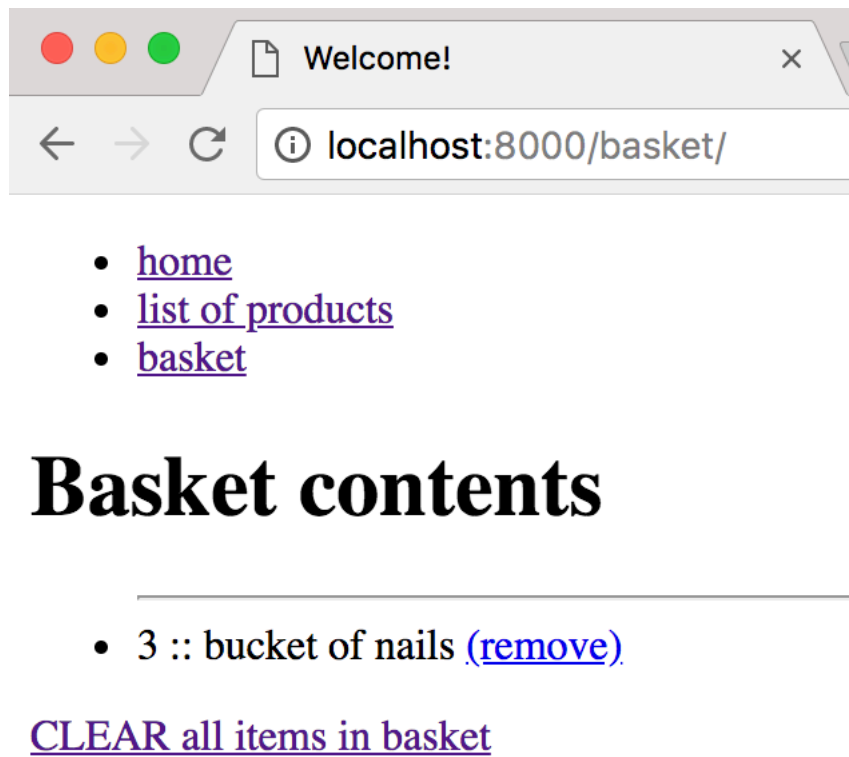 Welcome!
localhost:8000/basket/
home
list of products
basket
Basket contents
3 :: bucket of nails (remove)
CLEAR all items in basket